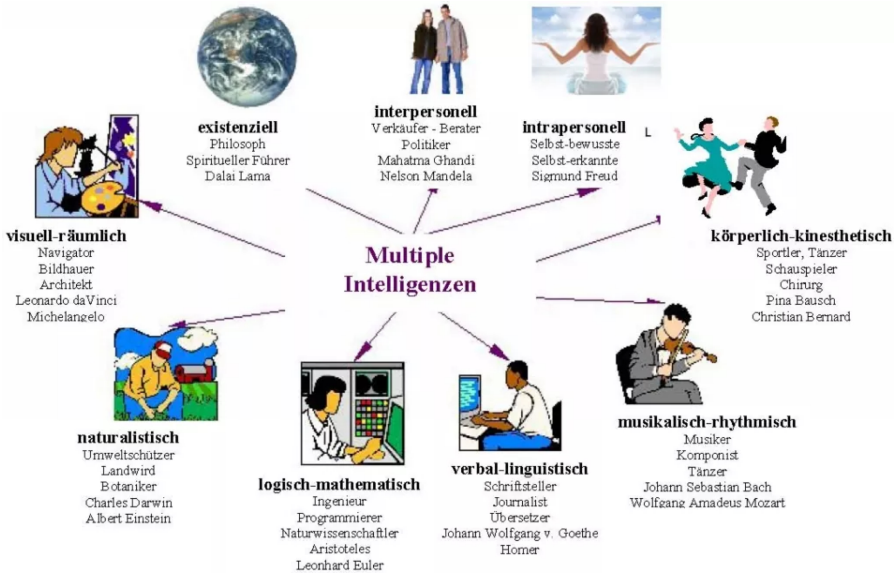 existenziell
Philosoph
Spiritueller Führer
Dalai Lama
interpersonell
Verkäufer - Berater
Politiker
Mahatma Ghandi
Nelson Mandela
intrapersonell
Selbst-bewusste
Selbst-erkannte
Sigmund Freud
L
visuell-räumlich
Navigator
Bildhauer
Architekt
Leonardo daVinci
Michelangelo
Multiple
Intelligenzen
körperlich-kinesthetisch
Sportler, Tänzer
Schauspieler
Chirurg
Pina Bausch
Christian Bernard
naturalistisch
Umweltschützer
Landwird
Botaniker
Charles Darwin
Albert Einstein
logisch-mathematisch
Ingenieur
Programmierer
Naturwissenschaftler
Aristoteles
Leonhard Euler
verbal-linguistisch
Schriftsteller
Journalist
Übersetzer
Johann Wolfgang v. Goethe
Homer
musikalisch-rhythmisch
Musiker
Komponist
Tänzer
Johann Sebastian Bach
Wolfgang Amadeus Mozart